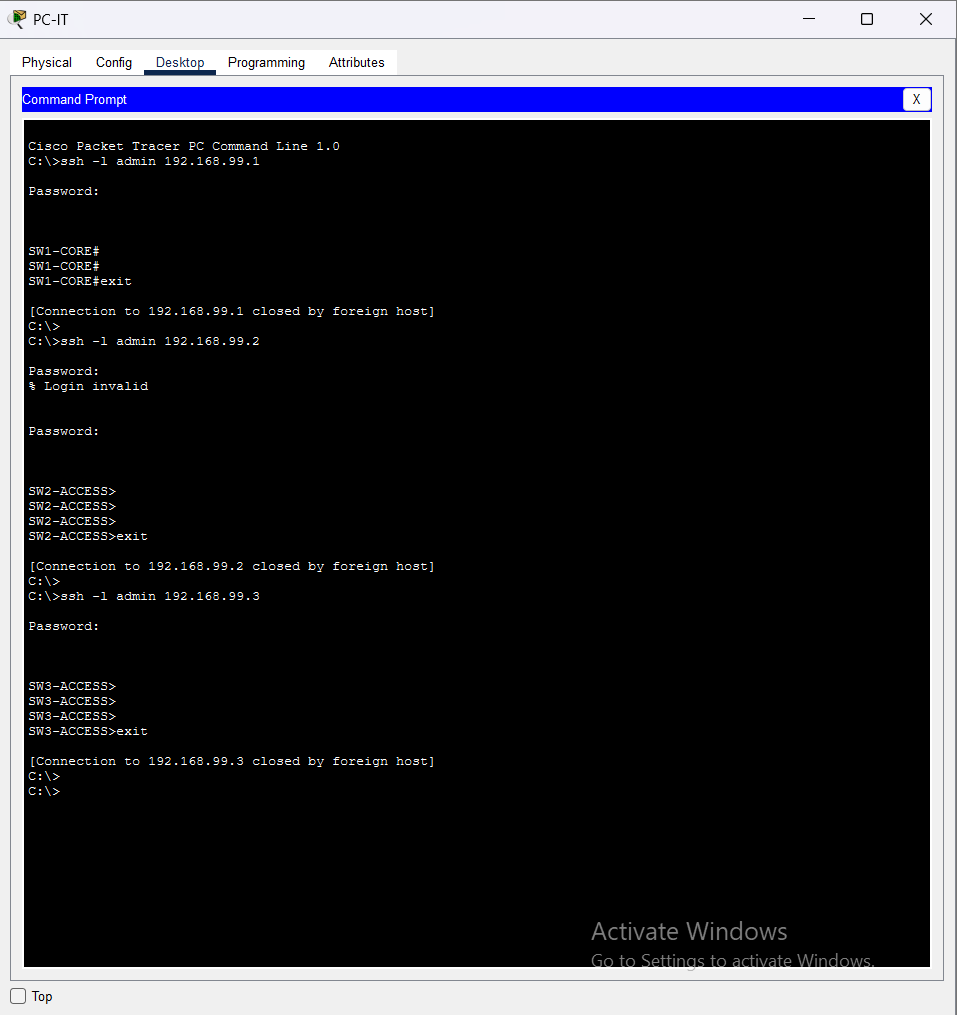 PC-IT
Physical Config Desktop Programming Attributes
Command Prompt
X
Cisco Packet Tracer PC Command Line 1.0
C:\>ssh -l admin 192.168.99.1
Password:
SW1-CORE#
SW1-CORE#
SW1-CORE#exit
[Connection to 192.168.99.1 closed by foreign host]
C:\>
C:\>ssh -l admin 192.168.99.2
Password:
% Login invalid
Password:
SW2-ACCESS>
SW2-ACCESS>
SW2-ACCESS>
SW2-ACCESS>exit
[Connection to 192.168.99.2 closed by foreign host]
C:\>
C:\>ssh -l admin 192.168.99.3
Password:
SW3-ACCESS>
SW3-ACCESS>
SW3-ACCESS>
SW3-ACCESS>exit
[Connection to 192.168.99.3 closed by foreign host]
C:\>
C:\>
Activate Windows
Go to Settings to activate Windows.
Top